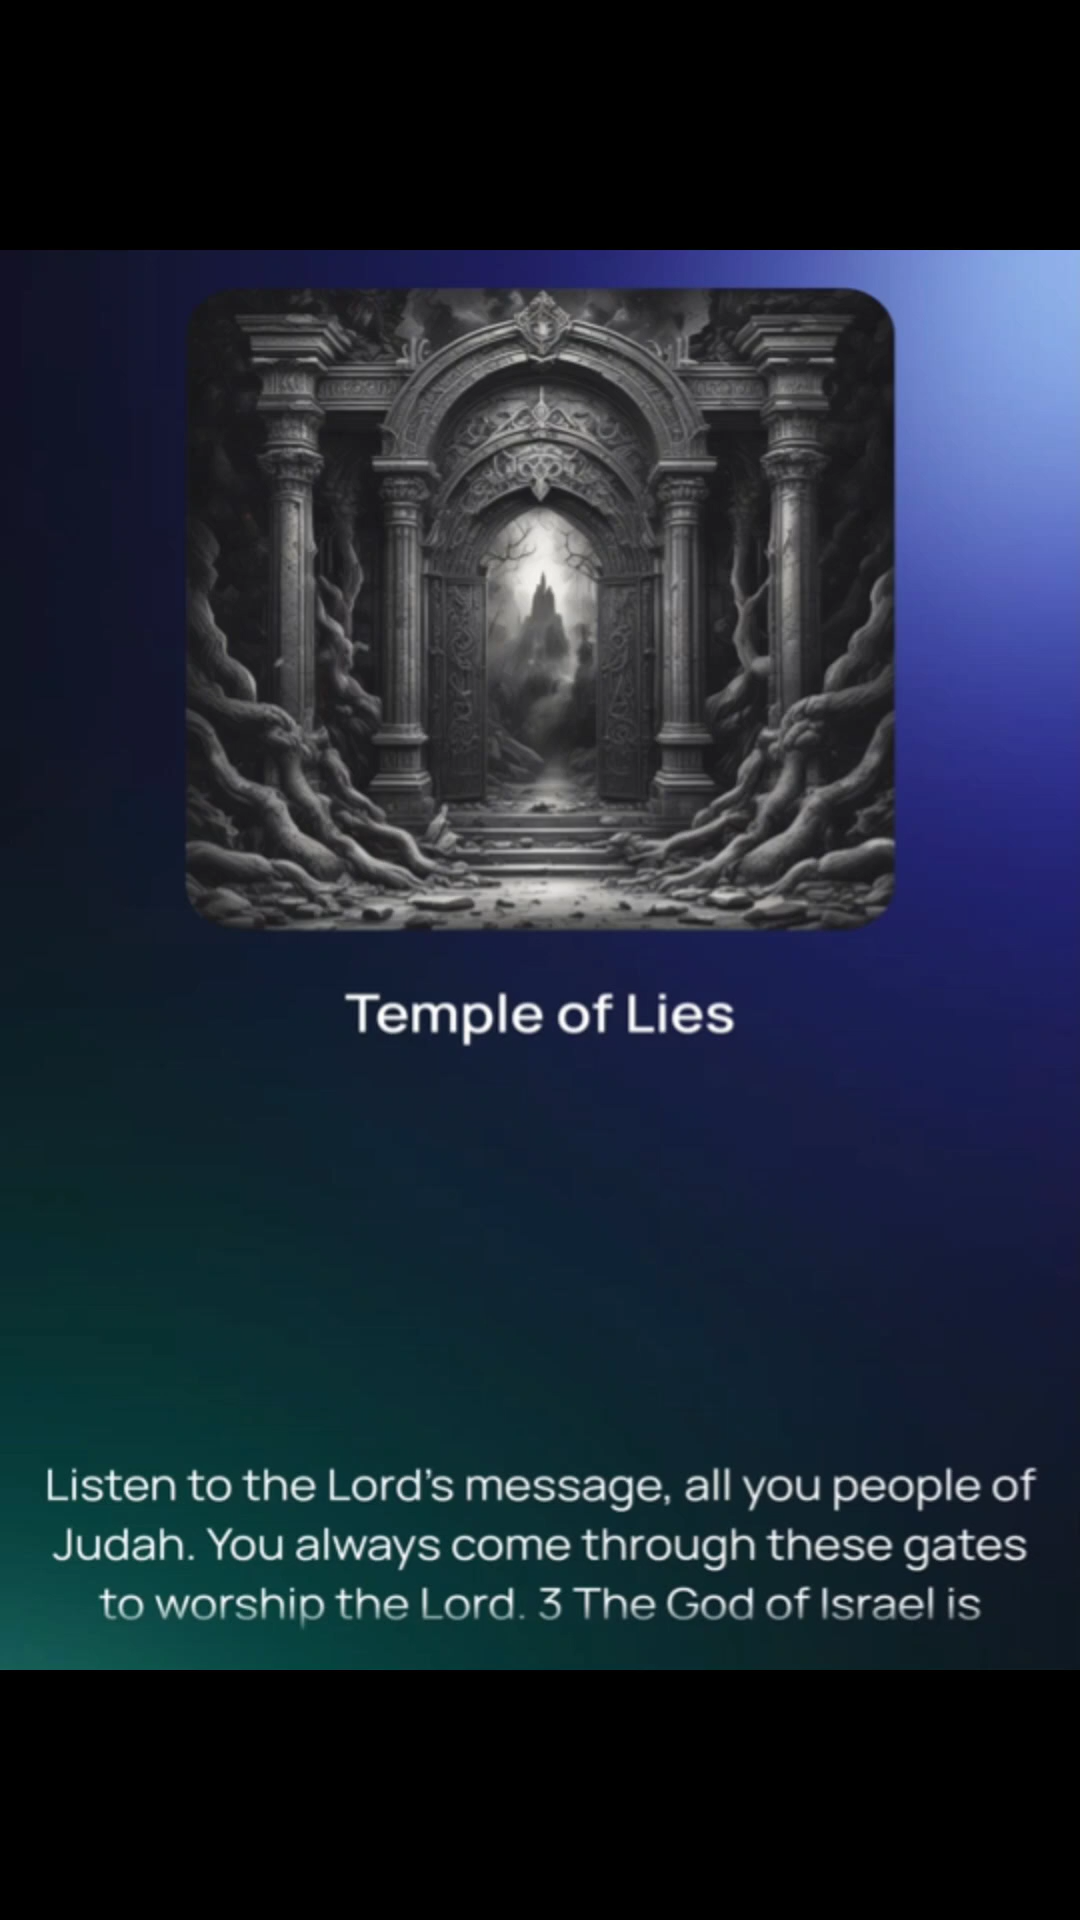 Temple of Lies
Listen to the Lord’s message, all you people of
Judah. You always come through these gates
to worship the Lord. 3 The God of Israel is